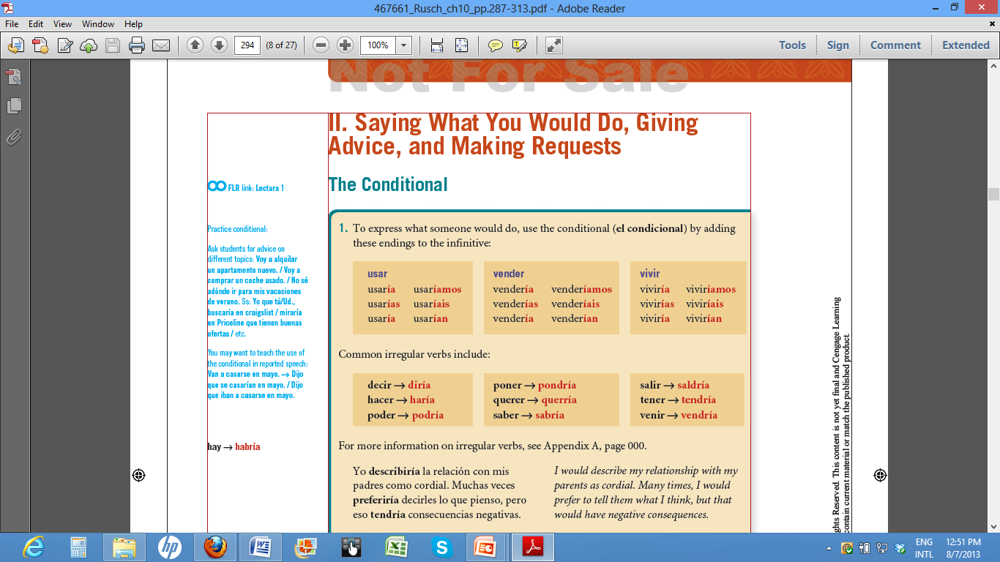 467661_Rusch_ch10_pp.287-313.pdf - Adobe Reader
File Edit View Window Help
294 (8 of 27) 100% Tools Sign Comment Extended
Not For Sale
II. Saying What You Would Do, Giving
Advice, and Making Requests
FLR link: Lectura 1
Practice conditional:
Ask students for advice on
different topics: Voy a alquilar
un apartamento nuevo. / Voy a
comprar un coche usado. / No sé
adónde ir para mis vacaciones
de verano. Ss: Yo que tú/Ud.,
buscaría en craigslist / miraría
en Priceline que tienen buenas
ofertas / etc.
You may want to teach the use of
the conditional in reported speech:
Van a casarse en mayo. → Dijo
que se casarían en mayo. / Dijo
que iban a casarse en mayo.
hay → habría
The Conditional
1. To express what someone would do, use the conditional (el condicional) by adding
these endings to the infinitive:
usar
usaría usaríamos
usarías usaríais
usaría usarían
vender
vendería venderíamos
venderías venderíais
vendería venderían
vivir
viviría viviríamos
vivirías viviríais
viviría vivirían
Common irregular verbs include:
decir → diría
hacer → haría
poder → podría
poner → pondría
querer → querría
saber → sabría
salir → saldría
tener → tendría
venir → vendría
For more information on irregular verbs, see Appendix A, page 000.
Yo describiría la relación con mis
padres como cordial. Muchas veces
preferiría decirles lo que pienso, pero
eso tendría consecuencias negativas.
I would describe my relationship with my
parents as cordial. Many times, I would
prefer to tell them what I think, but that
would have negative consequences.
ghts Reserved. This content is not yet final and Cengage Learning
contain current material or match the published product.
hp
ENG 12:51 PM
INTL 8/7/2013